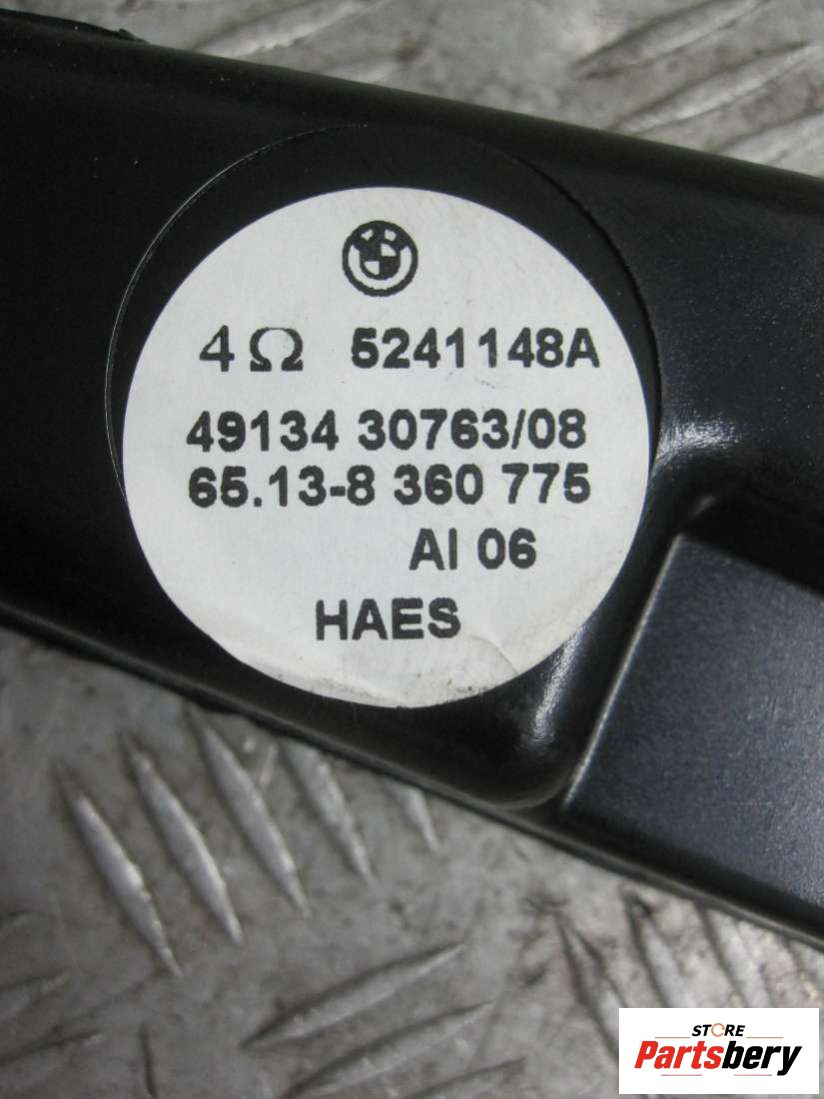 4Ω 5241148A
49134 30763/08
65.13-8 360 775
AI 06
HAES
STORE
Partsbery